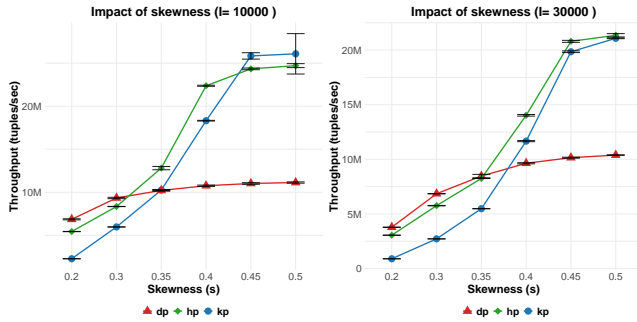 Impact of skewness (l= 10000 )
Throughput (tuples/sec)
20M
10M
0.2 0.3 0.35 0.4 0.45 0.5
Skewness (s)
dp hp kp
Impact of skewness (l= 30000 )
Throughput (tuples/sec)
20M
15M
10M
5M
0
0.2 0.3 0.35 0.4 0.45 0.5
Skewness (s)
dp hp kp